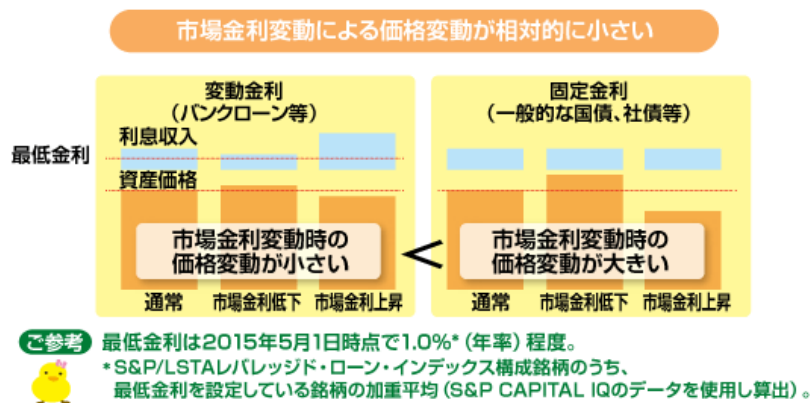 市場金利変動による価格変動が相対的に小さい
変動金利
（バンクローン等）
固定金利
（一般的な国債、社債等）
利息収入
最低金利
資産価格
市場金利変動時の
価格変動が小さい
<
市場金利変動時の
価格変動が大きい
通常 市場金利低下 市場金利上昇
通常 市場金利低下 市場金利上昇
ご参考 最低金利は2015年5月1日時点で1.0%*（年率）程度。
*S&P/LSTAレバレッジド・ローン・インデックス構成銘柄のうち、
最低金利を設定している銘柄の加重平均（S&P CAPITAL IQのデータを使用し算出）。